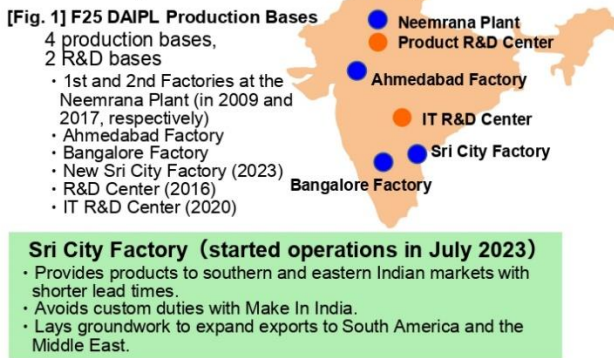 [Fig. 1] F25 DAIPL Production Bases
4 production bases,
2 R&D bases
・1st and 2nd Factories at the
Neemrana Plant (in 2009 and
2017, respectively)
・Ahmedabad Factory
・Bangalore Factory
・New Sri City Factory (2023)
・R&D Center (2016)
・IT R&D Center (2020)
Neemrana Plant
Product R&D Center
Ahmedabad Factory
IT R&D Center
Sri City Factory
Bangalore Factory
Sri City Factory（started operations in July 2023）
・Provides products to southern and eastern Indian markets with
shorter lead times.
・Avoids custom duties with Make In India.
・Lays groundwork to expand exports to South America and the
Middle East.